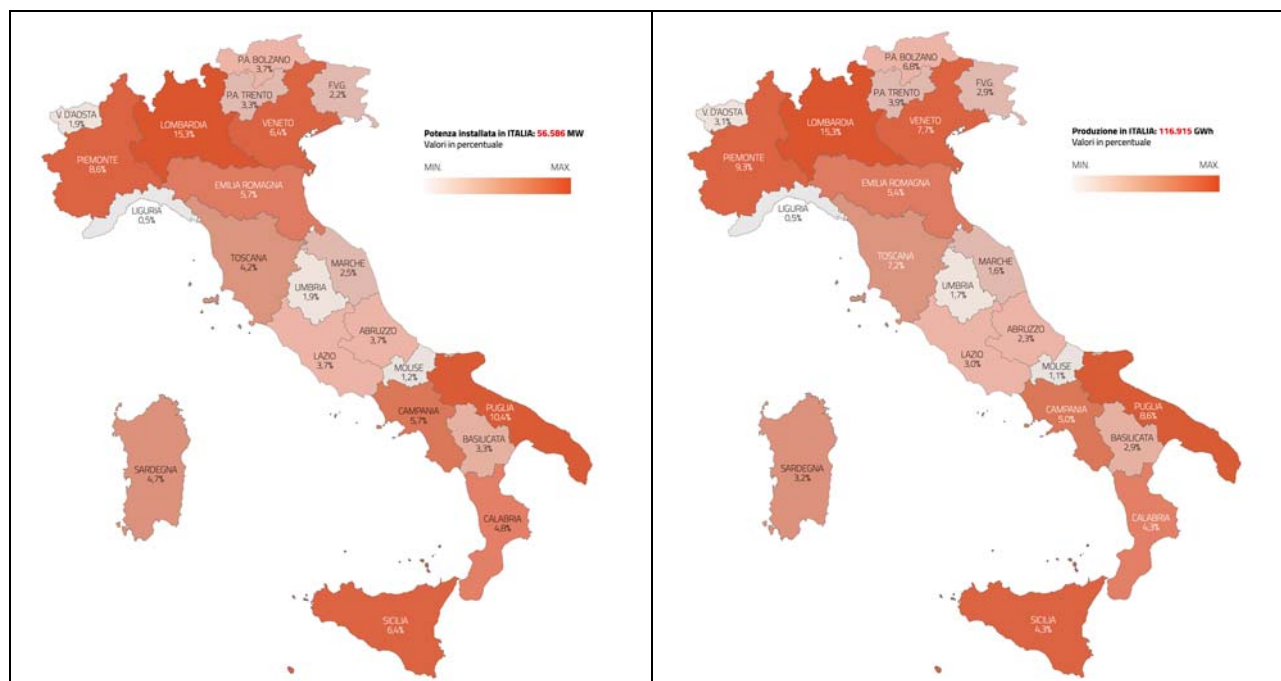 P.A. BOLZANO
3,7%
P.A. TRENTO
3,3%
F.V.G.
2,2%
V. D'AOSTA
1,9%
LOMBARDIA
15,3%
VENETO
6,4%
PIEMONTE
8,6%
EMILIA ROMAGNA
5,7%
LIGURIA
0,5%
TOSCANA
4,2%
MARCHE
2,5%
UMBRIA
1,9%
ABRUZZO
3,7%
LAZIO
3,7%
MOLISE
1,2%
CAMPANIA
5,7%
PUGLIA
10,4%
BASILICATA
3,3%
SARDEGNA
4,7%
CALABRIA
4,8%
SICILIA
6,4%
Potenza installata in ITALIA: 56.586 MW
Valori in percentuale
MIN. MAX.
P.A. BOLZANO
6,8%
P.A. TRENTO
3,9%
F.V.G.
2,9%
V. D'AOSTA
3,1%
LOMBARDIA
15,3%
VENETO
7,7%
PIEMONTE
9,3%
EMILIA ROMAGNA
5,4%
LIGURIA
0,5%
TOSCANA
7,2%
MARCHE
1,6%
UMBRIA
1,7%
ABRUZZO
2,3%
LAZIO
3,0%
MOLISE
1,1%
CAMPANIA
5,0%
PUGLIA
8,6%
BASILICATA
2,9%
SARDEGNA
3,2%
CALABRIA
4,3%
SICILIA
4,3%
Produzione in ITALIA: 116.915 GWh
Valori in percentuale
MIN. MAX.